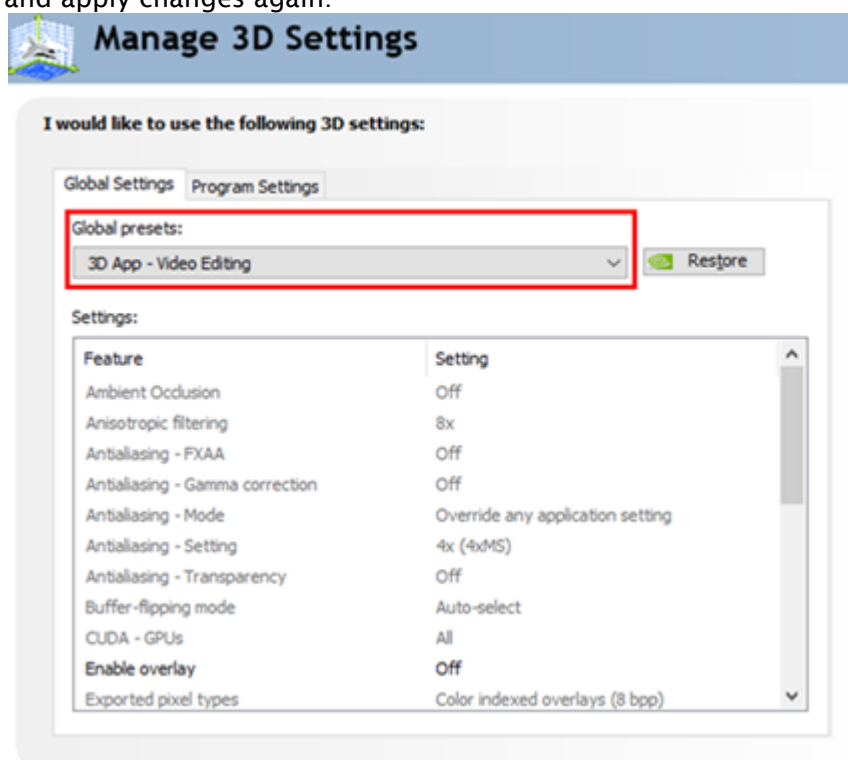 and apply changes again.
Manage 3D Settings
I would like to use the following 3D settings:
Global Settings Program Settings
Global presets:
3D App - Video Editing Restore
Settings:
Feature Setting
Ambient Occlusion Off
Anisotropic filtering 8x
Antialiasing - FXAA Off
Antialiasing - Gamma correction Off
Antialiasing - Mode Override any application setting
Antialiasing - Setting 4x (4xMS)
Antialiasing - Transparency Off
Buffer-flipping mode Auto-select
CUDA - GPUs All
Enable overlay Off
Exported pixel types Color indexed overlays (8 bpp)